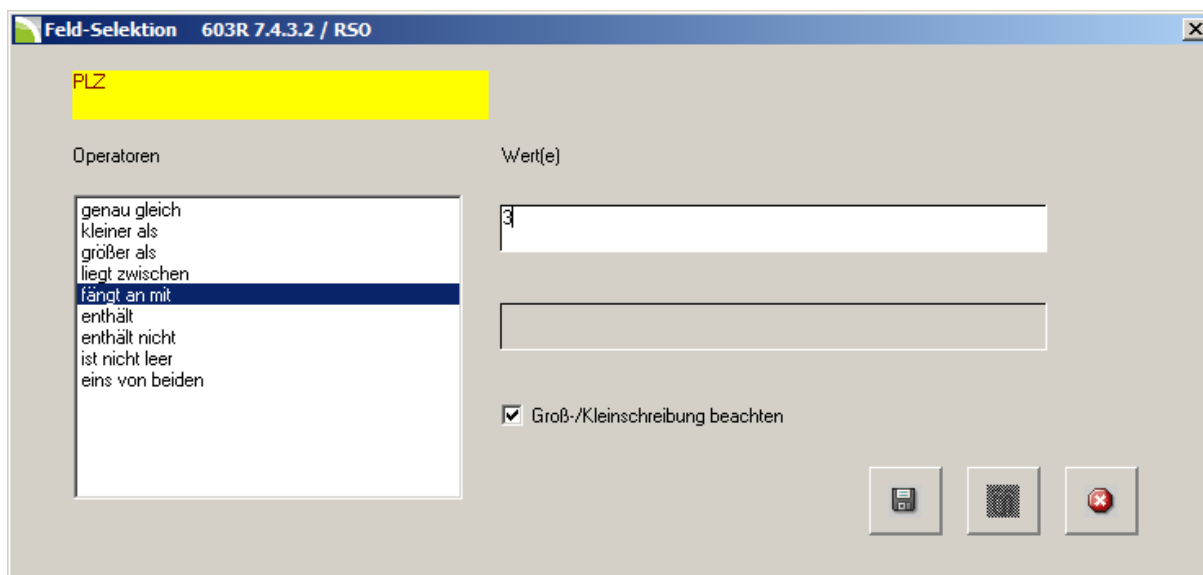 Feld-Selektion 603R 7.4.3.2 / RSO
PLZ
Operatoren
Wert(e)
genau gleich
kleiner als
größer als
liegt zwischen
fängt an mit
enthält
enthält nicht
ist nicht leer
eins von beiden
3
Groß-/Kleinschreibung beachten